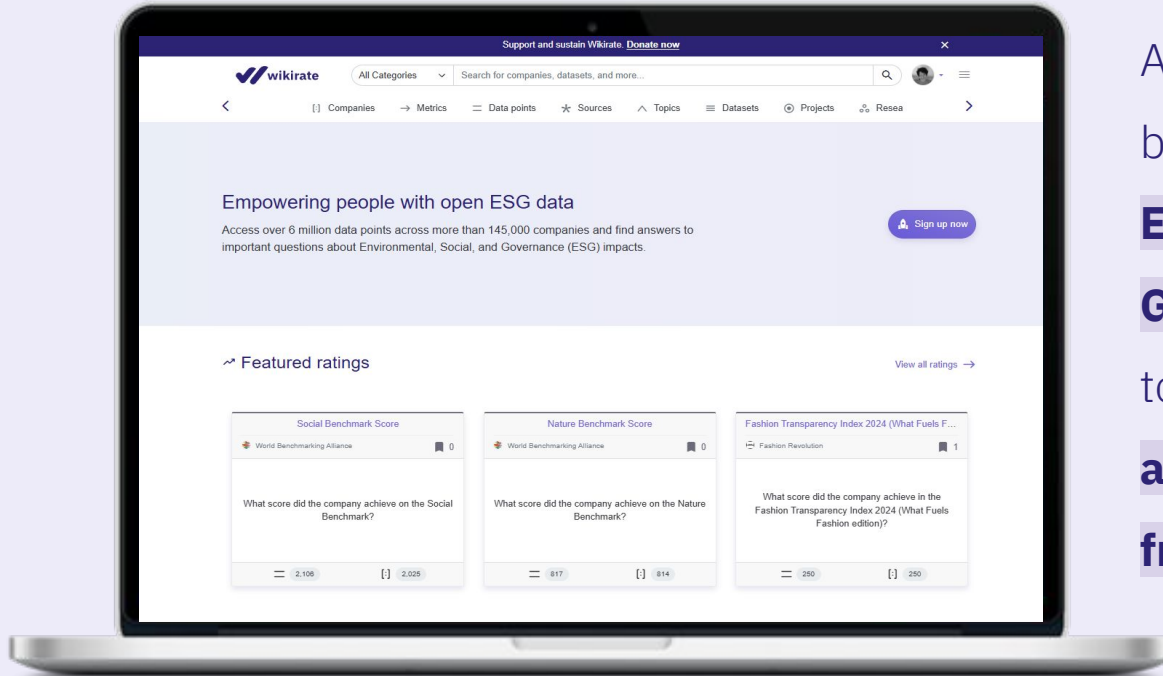 Support and sustain Wikirate. Donate now
wikirate
All Categories
Search for companies, datasets, and more...
Companies
Metrics
Data points
Sources
Topics
Datasets
Projects
Resea
Empowering people with open ESG data
Access over 6 million data points across more than 145,000 companies and find answers to
important questions about Environmental, Social, and Governance (ESG) impacts.
Sign up now
Featured ratings
View all ratings →
Social Benchmark Score
World Benchmarking Alliance
0
What score did the company achieve on the Social
Benchmark?
2,106
2,025
Nature Benchmark Score
World Benchmarking Alliance
0
What score did the company achieve on the Nature
Benchmark?
817
814
Fashion Transparency Index 2024 (What Fuels F...
Fashion Revolution
1
What score did the company achieve in the
Fashion Transparency Index 2024 (What Fuels
Fashion edition)?
250
250